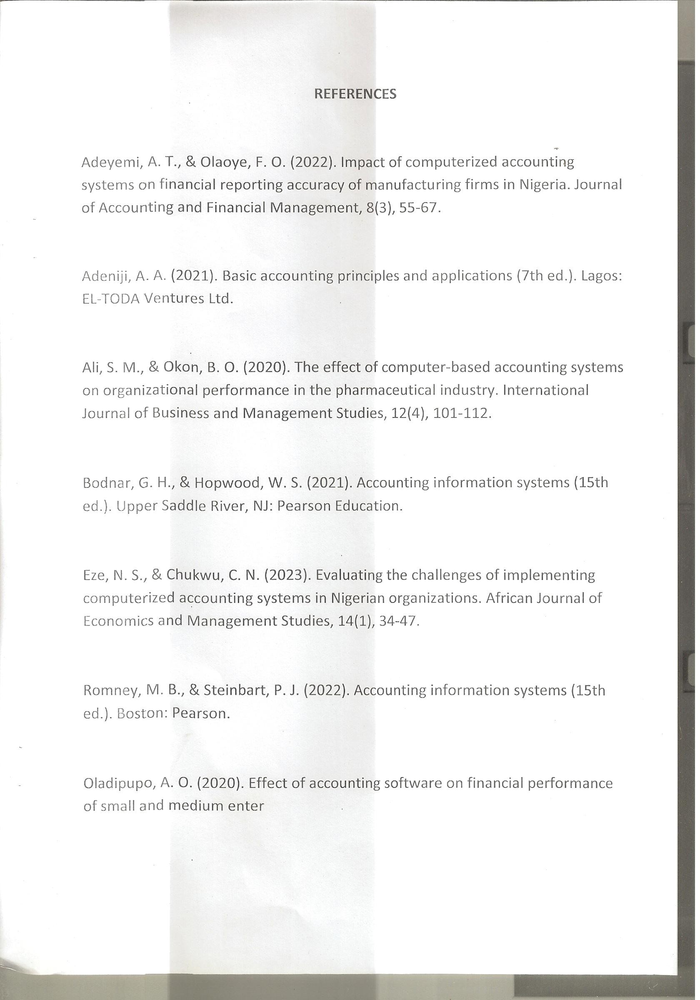 REFERENCES
Adeyemi, A. T., & Olaoye, F. O. (2022). Impact of computerized accounting
systems on financial reporting accuracy of manufacturing firms in Nigeria. Journal
of Accounting and Financial Management, 8(3), 55-67.
Adeniji, A. A. (2021). Basic accounting principles and applications (7th ed.). Lagos:
EL-TODA Ventures Ltd.
Ali, S. M., & Okon, B. O. (2020). The effect of computer-based accounting systems
on organizational performance in the pharmaceutical industry. International
Journal of Business and Management Studies, 12(4), 101-112.
Bodnar, G. H., & Hopwood, W. S. (2021). Accounting information systems (15th
ed.). Upper Saddle River, NJ: Pearson Education.
Eze, N. S., & Chukwu, C. N. (2023). Evaluating the challenges of implementing
computerized accounting systems in Nigerian organizations. African Journal of
Economics and Management Studies, 14(1), 34-47.
Romney, M. B., & Steinbart, P. J. (2022). Accounting information systems (15th
ed.). Boston: Pearson.
Oladipupo, A. O. (2020). Effect of accounting software on financial performance
of small and medium enter